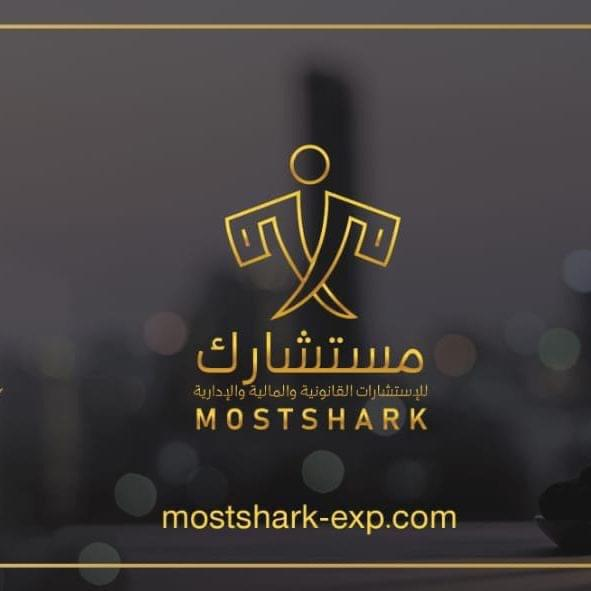 مستشارك
للإستشارات القانونية والمالية والإدارية
MOSTSHARK
mostshark-exp.com